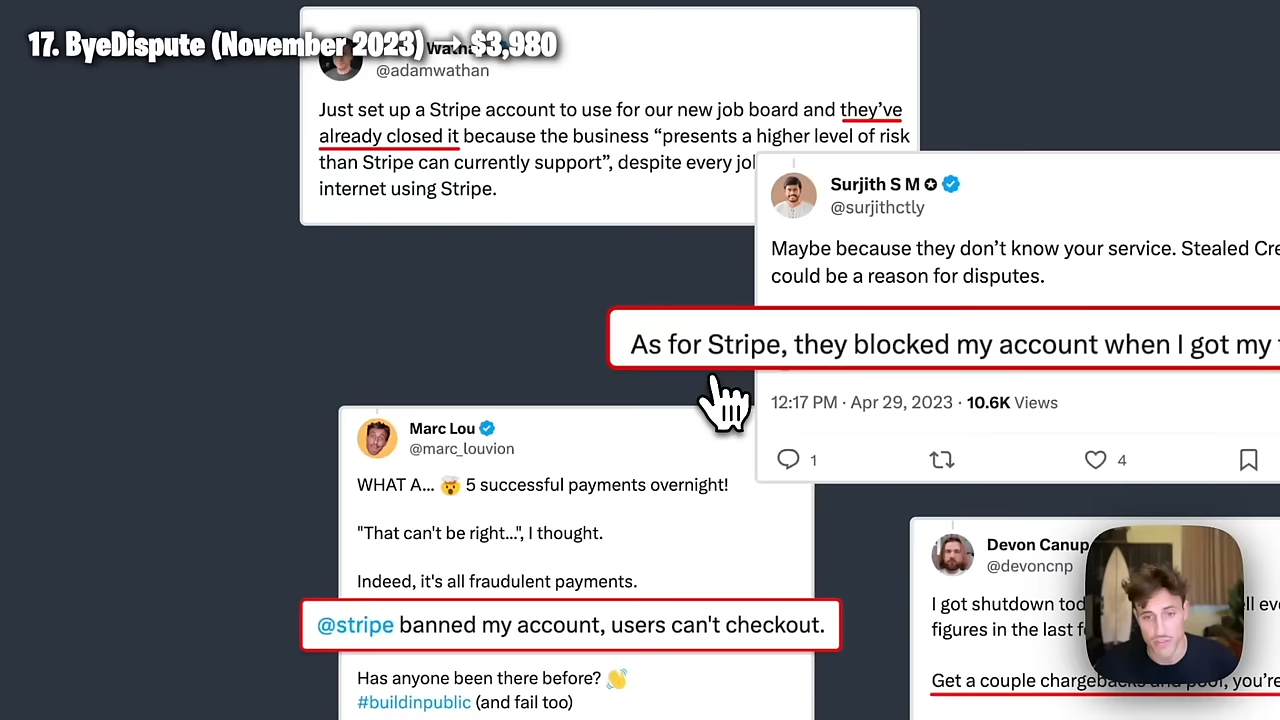 17. ByeDispute (November 2023) → $3,980
@adamwathan
Just set up a Stripe account to use for our new job board and they've
already closed it because the business “presents a higher level of risk
than Stripe can currently support”, despite every
internet using Stripe.
Surjith S M
@surjithctly
Maybe because they don't know your service. Stealed
could be a reason for disputes.
As for Stripe, they blocked my account when I got my
12:17 PM · Apr 29, 2023 · 10.6K Views
1
4
Marc Lou
@marc_louvion
WHAT A... 🤯 5 successful payments overnight!
"That can't be right...", I thought.
Indeed, it's all fraudulent payments.
@stripe banned my account, users can't checkout.
Has anyone been there before? 👋
#buildinpublic (and fail too)
Devon Canup
@devoncnp
I got shutdown
figures in the last
Get a couple chargebacks and poof, you're